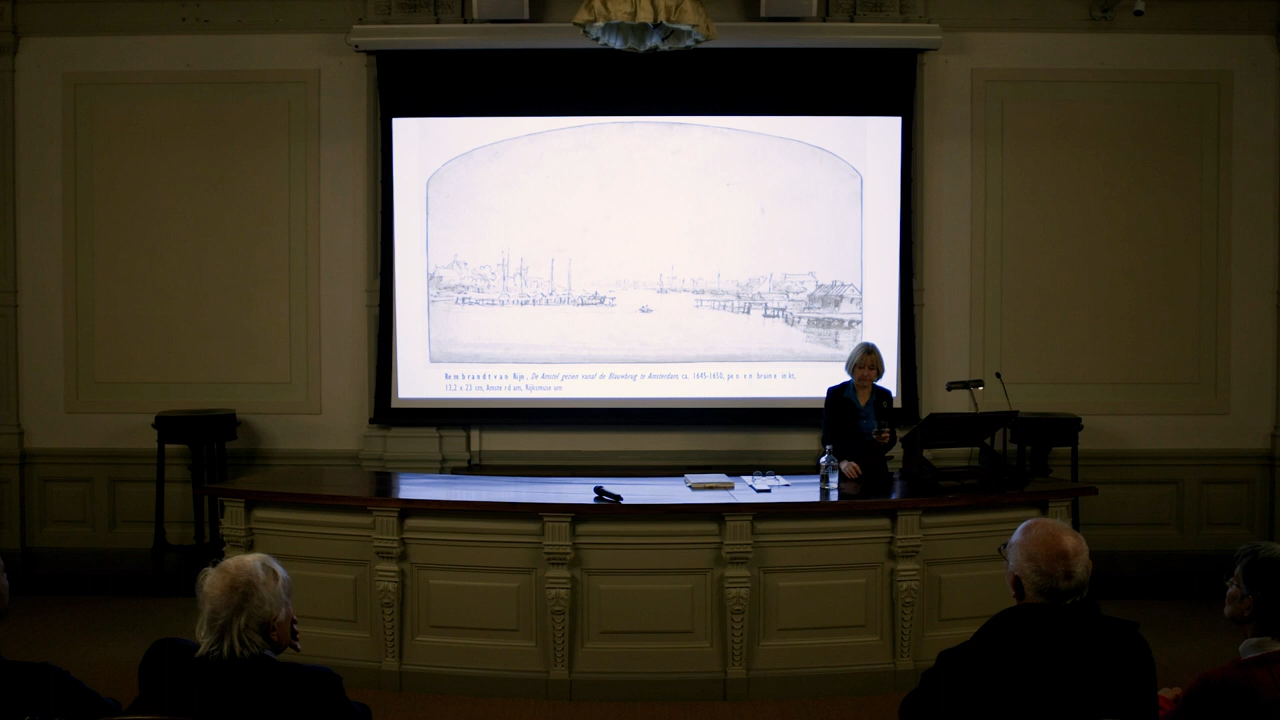 Rembrandt van Rijn, De Amstel gezien vanaf de Blauwbrug te Amsterdam, ca. 1645-1650, pen en bruine inkt,
13,2 x 23 cm, Amsterdam, Rijksmuseum